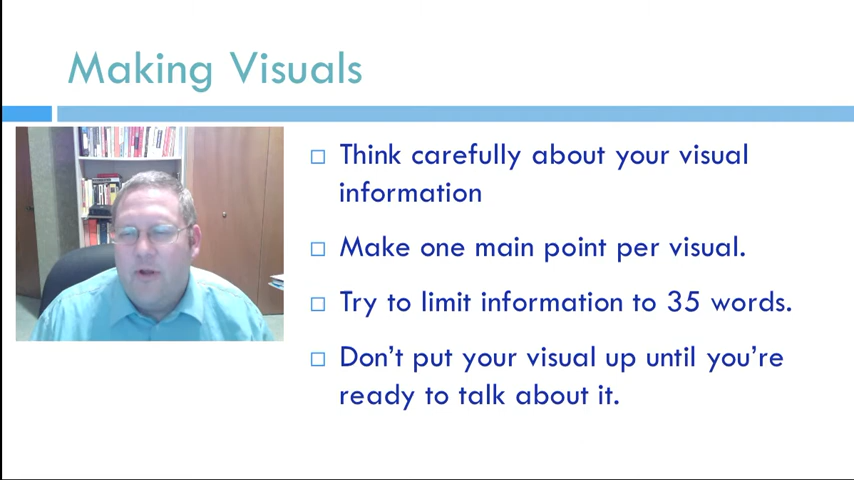 Making Visuals
Think carefully about your visual
information
Make one main point per visual.
Try to limit information to 35 words.
Don't put your visual up until you're
ready to talk about it.